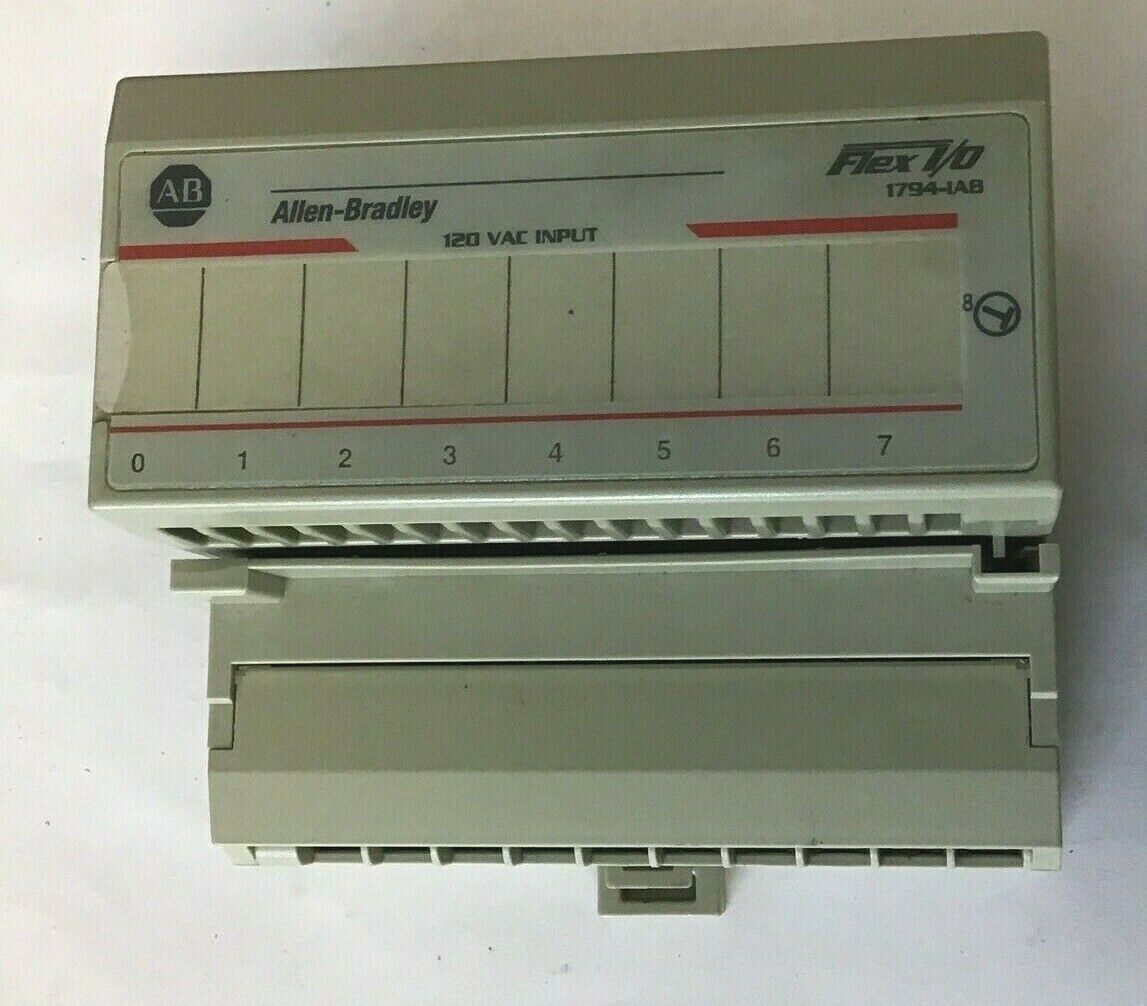 AB
Allen-Bradley
Flex I/O
1794-IA8
120 VAC INPUT
8
0 1 2 3 4 5 6 7